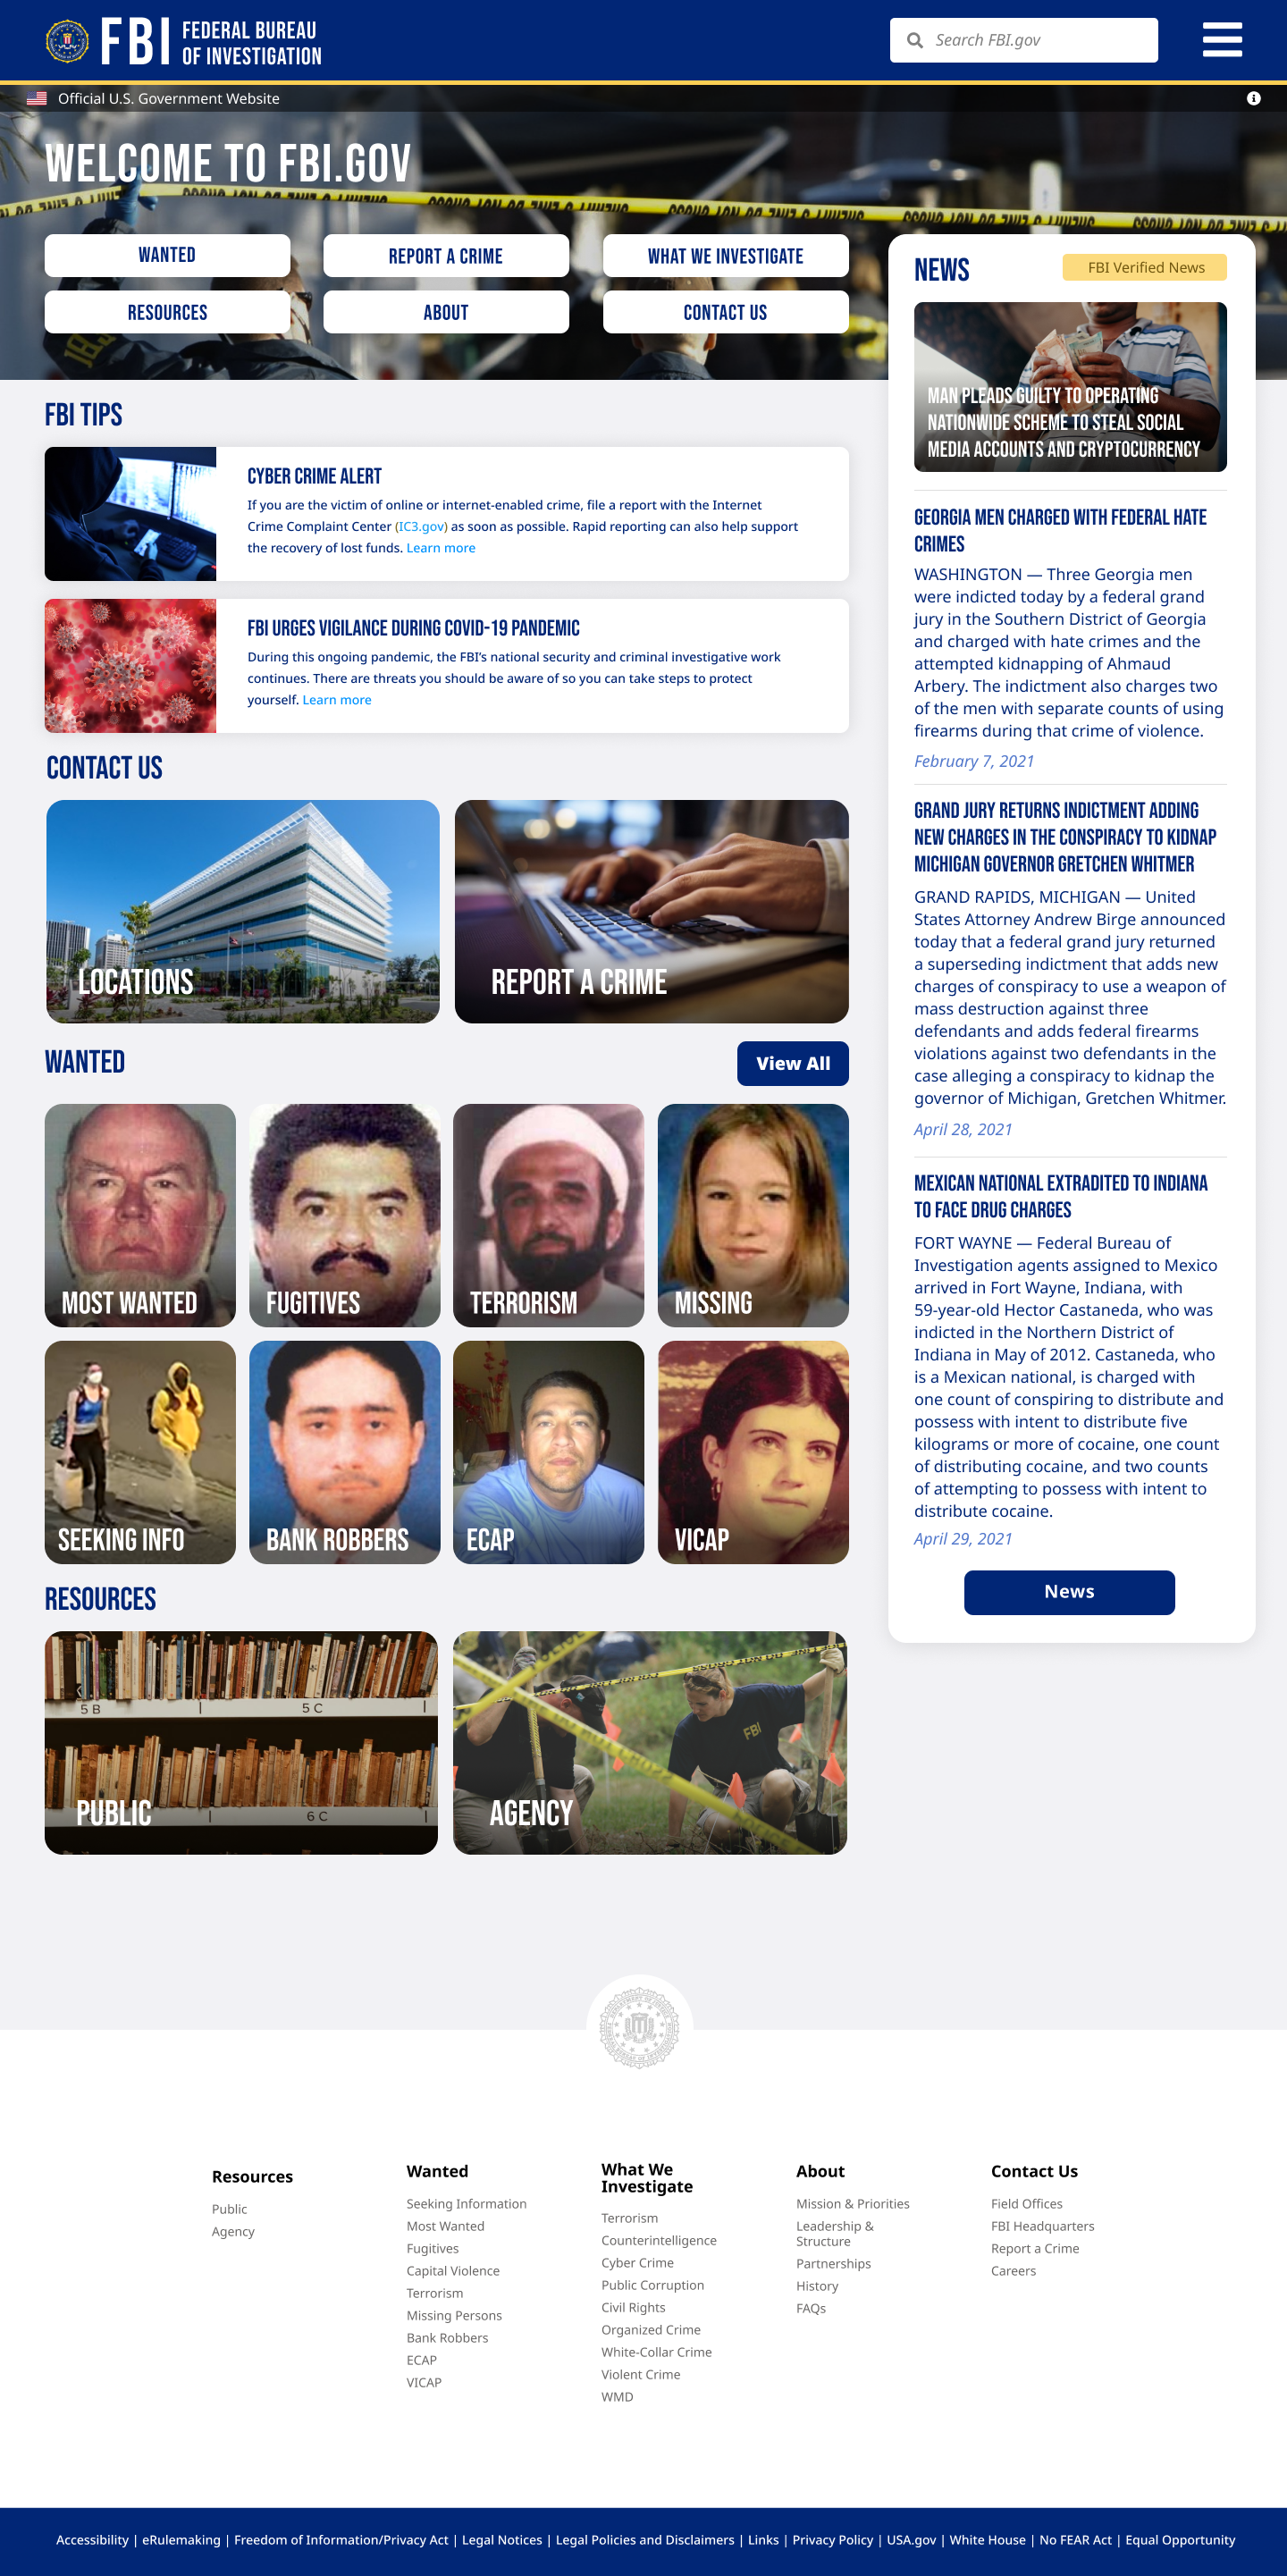 FBI
FEDERAL BUREAU
OF INVESTIGATION
Search FBI.gov
Official U.S. Government Website
WELCOME TO FBI.GOV
WANTED
REPORT A CRIME
WHAT WE INVESTIGATE
RESOURCES
ABOUT
CONTACT US
FBI TIPS
CYBER CRIME ALERT
If you are the victim of online or internet-enabled crime, file a report with the Internet
Crime Complaint Center (IC3.gov) as soon as possible. Rapid reporting can also help support
the recovery of lost funds. Learn more
FBI URGES VIGILANCE DURING COVID-19 PANDEMIC
During this ongoing pandemic, the FBI’s national security and criminal investigative work
continues. There are threats you should be aware of so you can take steps to protect
yourself. Learn more
CONTACT US
LOCATIONS
REPORT A CRIME
WANTED
View All
MOST WANTED
FUGITIVES
TERRORISM
MISSING
SEEKING INFO
BANK ROBBERS
ECAP
VICAP
RESOURCES
5 B
5 C
6 C
PUBLIC
FBI
AGENCY
NEWS
FBI Verified News
MAN PLEADS GUILTY TO OPERATING
NATIONWIDE SCHEME TO STEAL SOCIAL
MEDIA ACCOUNTS AND CRYPTOCURRENCY
GEORGIA MEN CHARGED WITH FEDERAL HATE
CRIMES
WASHINGTON — Three Georgia men
were indicted today by a federal grand
jury in the Southern District of Georgia
and charged with hate crimes and the
attempted kidnapping of Ahmaud
Arbery. The indictment also charges two
of the men with separate counts of using
firearms during that crime of violence.
February 7, 2021
GRAND JURY RETURNS INDICTMENT ADDING
NEW CHARGES IN THE CONSPIRACY TO KIDNAP
MICHIGAN GOVERNOR GRETCHEN WHITMER
GRAND RAPIDS, MICHIGAN — United
States Attorney Andrew Birge announced
today that a federal grand jury returned
a superseding indictment that adds new
charges of conspiracy to use a weapon of
mass destruction against three
defendants and adds federal firearms
violations against two defendants in the
case alleging a conspiracy to kidnap the
governor of Michigan, Gretchen Whitmer.
April 28, 2021
MEXICAN NATIONAL EXTRADITED TO INDIANA
TO FACE DRUG CHARGES
FORT WAYNE — Federal Bureau of
Investigation agents assigned to Mexico
arrived in Fort Wayne, Indiana, with
59-year-old Hector Castaneda, who was
indicted in the Northern District of
Indiana in May of 2012. Castaneda, who
is a Mexican national, is charged with
one count of conspiring to distribute and
possess with intent to distribute five
kilograms or more of cocaine, one count
of distributing cocaine, and two counts
of attempting to possess with intent to
distribute cocaine.
April 29, 2021
News
Resources
Public
Agency
Wanted
Seeking Information
Most Wanted
Fugitives
Capital Violence
Terrorism
Missing Persons
Bank Robbers
ECAP
VICAP
What We
Investigate
Terrorism
Counterintelligence
Cyber Crime
Public Corruption
Civil Rights
Organized Crime
White-Collar Crime
Violent Crime
WMD
About
Mission & Priorities
Leadership &
Structure
Partnerships
History
FAQs
Contact Us
Field Offices
FBI Headquarters
Report a Crime
Careers
Accessibility | eRulemaking | Freedom of Information/Privacy Act | Legal Notices | Legal Policies and Disclaimers | Links | Privacy Policy | USA.gov | White House | No FEAR Act | Equal Opportunity